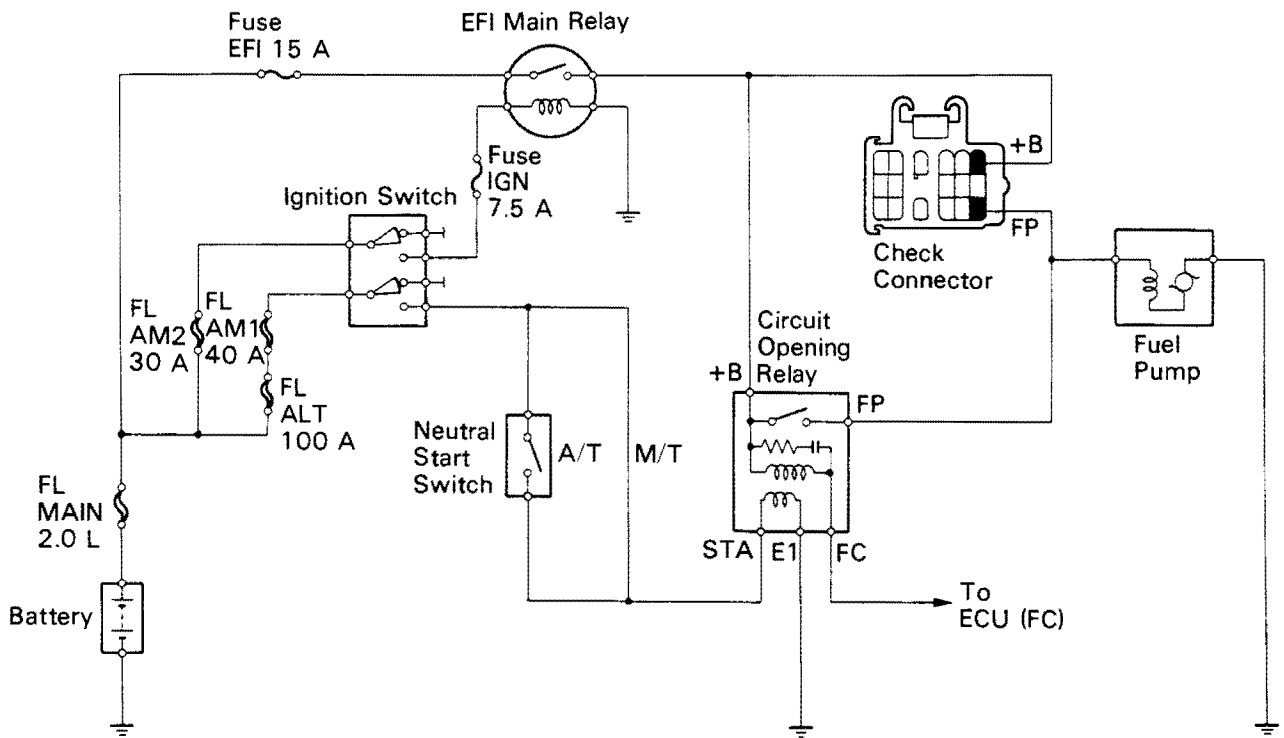 Fuse
EFI 15 A
EFI Main Relay
Fuse
IGN
7.5 A
Ignition Switch
+B
FP
Check
Connector
FL
AM2
30 A
FL
AM1
40 A
FL
ALT
100 A
Circuit
Opening
Relay
+B
FP
Fuel
Pump
Neutral
Start
Switch
A/T
M/T
FL
MAIN
2.0 L
STA
E1
FC
Battery
To
ECU (FC)